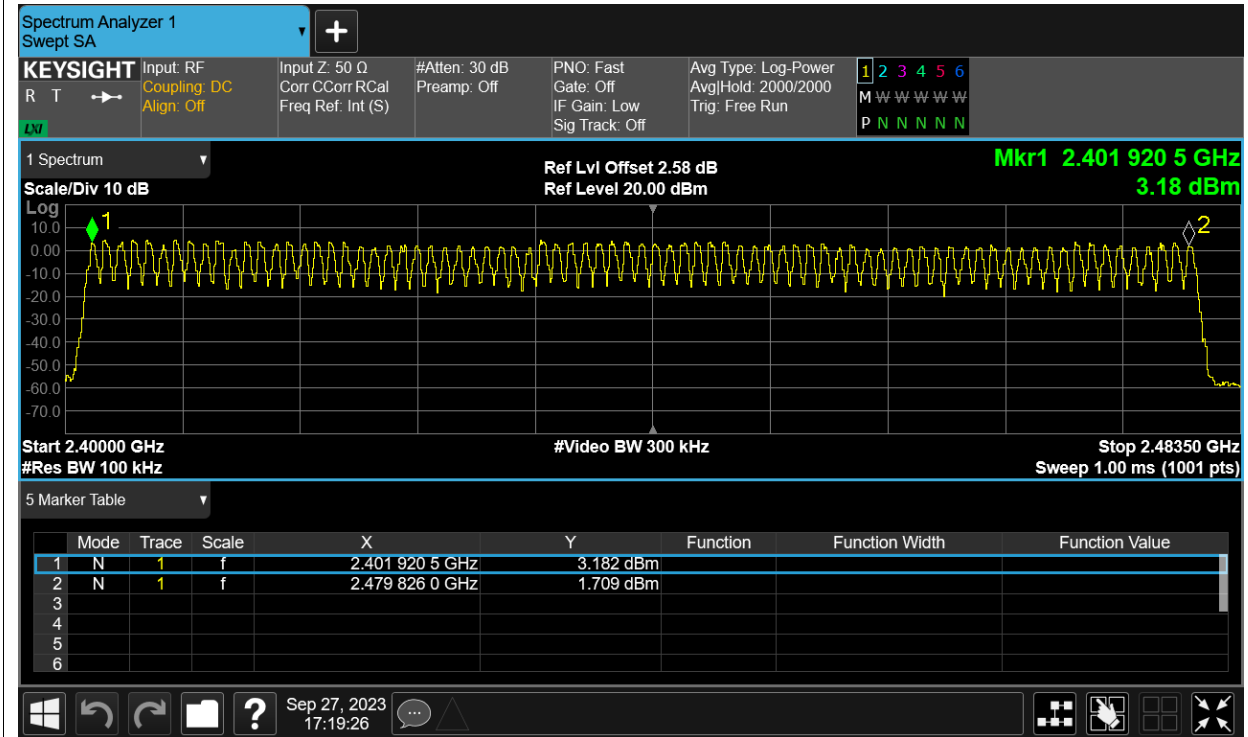 Spectrum Analyzer 1
Swept SA
KEYSIGHT Input: RF Input Z: 50 Ω #Atten: 30 dB PNO: Fast Avg Type: Log-Power 1 2 3 4 5 6
R T Coupling: DC Corr CCorr RCal Preamp: Off Gate: Off Avg|Hold: 2000/2000 M W W W W W W
Align: Off Freq Ref: Int (S) IF Gain: Low Trig: Free Run
LXI Sig Track: Off P N N N N N N
1 Spectrum
Ref Lvl Offset 2.58 dB Mkr1 2.401 920 5 GHz
Scale/Div 10 dB Ref Level 20.00 dBm 3.18 dBm
Log
1 2
10.0
0.00
-10.0
-20.0
-30.0
-40.0
-50.0
-60.0
-70.0
Start 2.40000 GHz #Video BW 300 kHz Stop 2.48350 GHz
#Res BW 100 kHz Sweep 1.00 ms (1001 pts)
5 Marker Table
Mode Trace Scale X Y Function Function Width Function Value
1 N 1 f 2.401 920 5 GHz 3.182 dBm
2 N 1 f 2.479 826 0 GHz 1.709 dBm
3
4
5
6
? Sep 27, 2023
17:19:26